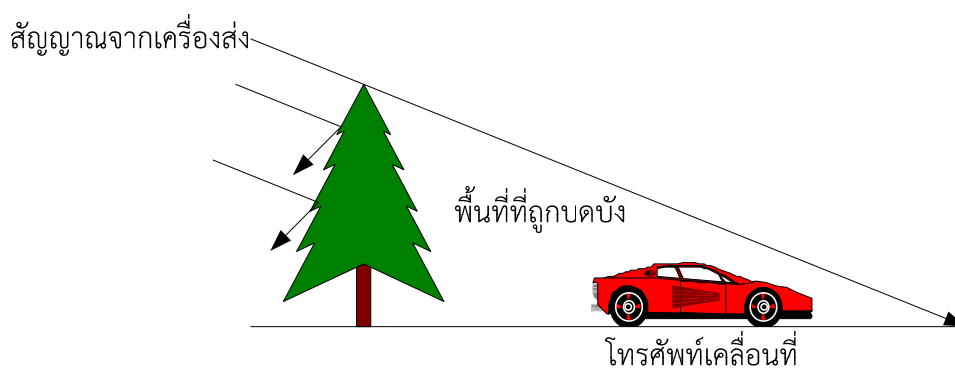 สัญญาณจากเครื่องส่ง
พื้นที่ที่ถูกบดบัง
โทรศัพท์เคลื่อนที่